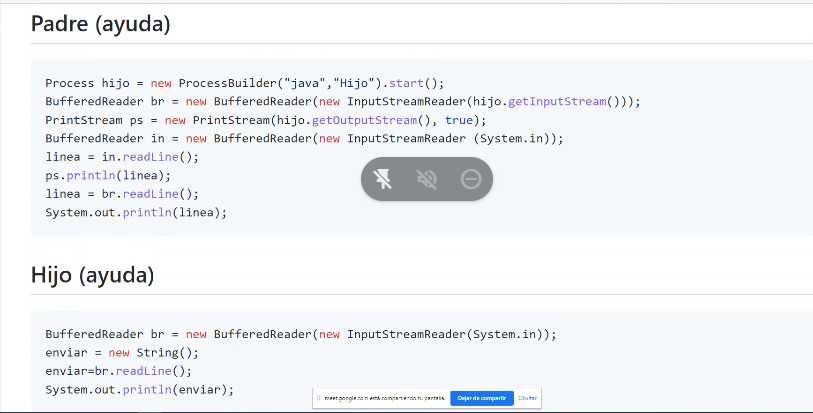 Padre (ayuda)
Process hijo = new ProcessBuilder("java","Hijo").start();
BufferedReader br = new BufferedReader(new InputStreamReader(hijo.getInputStream()));
PrintStream ps = new PrintStream(hijo.getOutputStream(), true);
BufferedReader in = new BufferedReader(new InputStreamReader (System.in));
linea = in.readLine();
ps.println(linea);
linea = br.readLine();
System.out.println(linea);
Hijo (ayuda)
BufferedReader br = new BufferedReader(new InputStreamReader(System.in));
enviar = new String();
enviar=br.readLine();
System.out.println(enviar);
meet.google.com está compartiendo tu pantalla. Dejar de compartir Ocultar